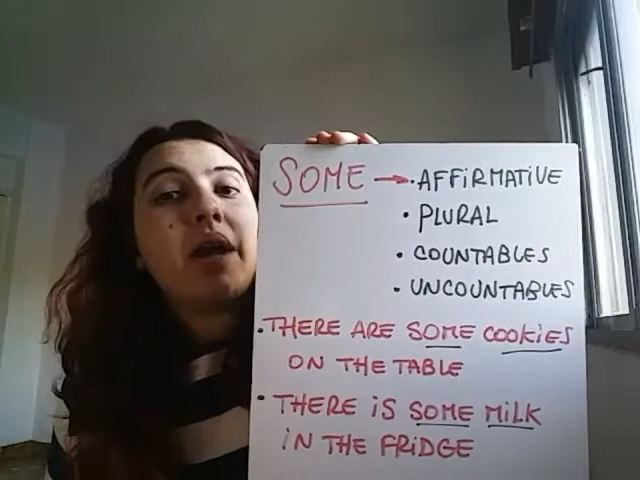 SOME → · AFFiRMATiVE
· PLURAL
· COUNTABLES
· UNCOUNTABLES
· THERE ARE SOME COOKiES
ON THE TABLE
· THERE iS SOME MiLK
iN THE FRiDGE